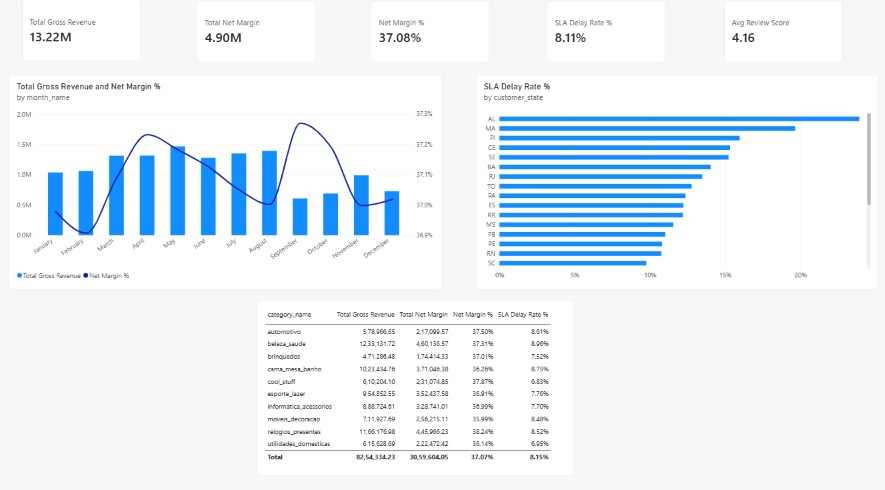 Total Gross Revenue
13.22M
Total Net Margin
4.90M
Net Margin %
37.08%
SLA Delay Rate %
8.11%
Avg Review Score
4.16
Total Gross Revenue and Net Margin %
by month_name
2.0M
1.5M
1.0M
0.5M
0.0M
37.3%
37.2%
37.1%
37.0%
36.9%
January
February
March
April
May
June
July
August
September
October
November
December
Total Gross Revenue Net Margin %
SLA Delay Rate %
by customer_state
AL
MA
PI
CE
SE
BA
RJ
TO
PA
ES
RR
MS
PB
PE
RN
SC
0% 5% 10% 15% 20%
category_name Total Gross Revenue Total Net Margin Net Margin % SLA Delay Rate %
automotivo 5,78,966.65 2,17,099.57 37.50% 8.61%
beleza_saude 12,33,131.72 4,60,136.57 37.31% 8.96%
brinquedos 4,71,286.48 1,74,414.33 37.01% 7.52%
cama_mesa_banho 10,23,434.76 3,71,046.38 36.26% 8.75%
cool_stuff 6,10,204.10 2,31,074.85 37.87% 6.83%
esporte_lazer 9,54,852.55 3,52,437.58 36.91% 7.76%
informatica_acessorios 8,88,724.61 3,28,741.01 36.99% 7.70%
moveis_decoracao 7,11,927.69 2,56,215.11 35.99% 8.48%
relogios_presentes 11,66,176.98 4,45,966.23 38.24% 8.52%
utilidades_domesticas 6,15,628.69 2,22,472.42 36.14% 6.95%
Total 82,54,334.23 30,59,604.05 37.07% 8.15%